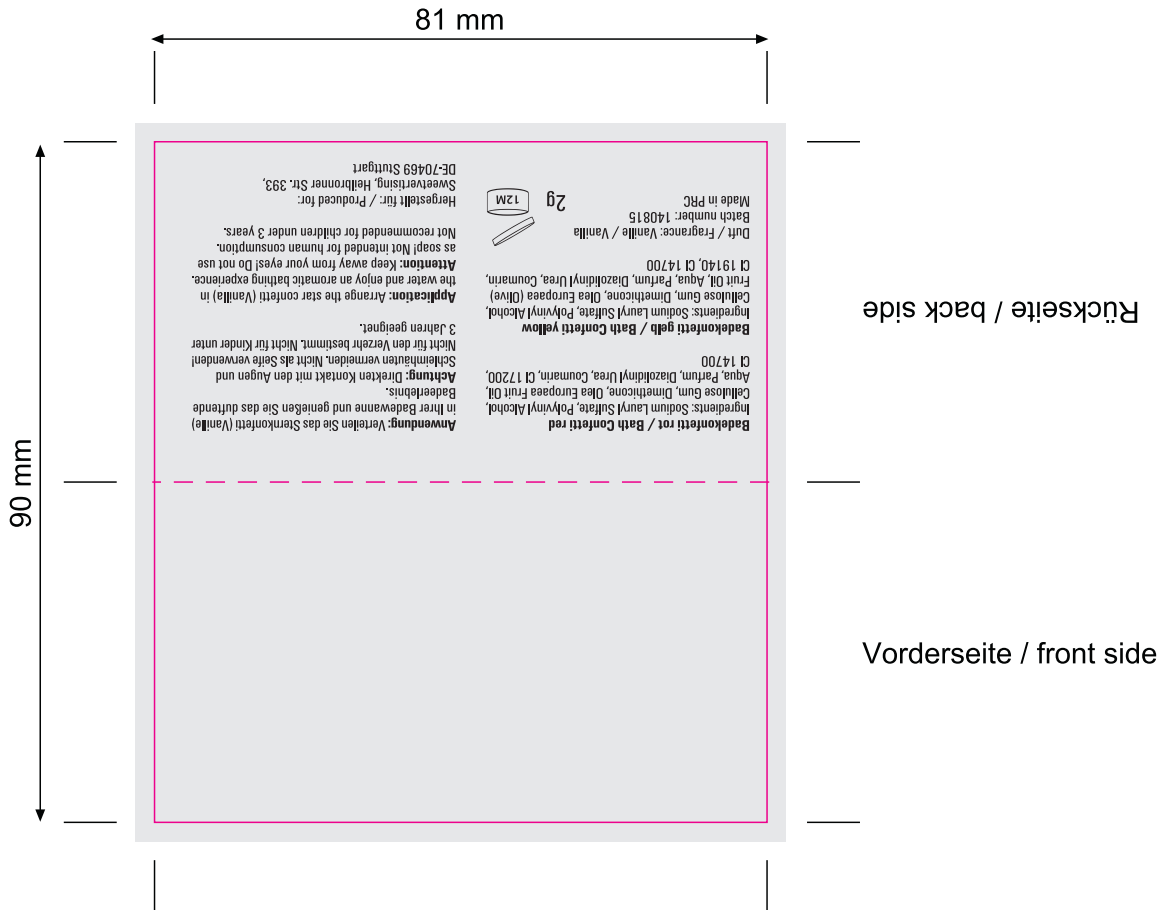 81 mm
90 mm
Rückseite / back side
Badekonfetti rot / Bath Confetti red
Ingredients: Sodium Lauryl Sulfate, Polyvinyl Alcohol,
Cellulose Gum, Dimethicone, Olea Europaea Fruit Oil,
Aqua, Parfum, Diazolidinyl Urea, Coumarin, CI 17200,
CI 14700
Badekonfetti gelb / Bath Confetti yellow
Ingredients: Sodium Lauryl Sulfate, Polyvinyl Alcohol,
Cellulose Gum, Dimethicone, Olea Europaea (Olive)
Fruit Oil, Aqua, Parfum, Diazolidinyl Urea, Coumarin,
CI 19140, CI 14700
Duft / Fragrance: Vanille / Vanilla
Batch number: 140815
Made in PRC
2g
12M
Anwendung: Verteilen Sie das Sternkonfetti (Vanille)
in Ihrer Badewanne und genießen Sie das duftende
Badeerlebnis.
Achtung: Direkten Kontakt mit den Augen und
Schleimhäuten vermeiden. Nicht als Seife verwenden!
Nicht für den Verzehr bestimmt. Nicht für Kinder unter
3 Jahren geeignet.
Application: Arrange the star confetti (Vanilla) in
the water and enjoy an aromatic bathing experience.
Attention: Keep away from your eyes! Do not use
as soap! Not intended for human consumption.
Not recommended for children under 3 years.
Hergestellt für: / Produced for:
Sweetvertising, Heilbronner Str. 393,
DE-70469 Stuttgart
Vorderseite / front side